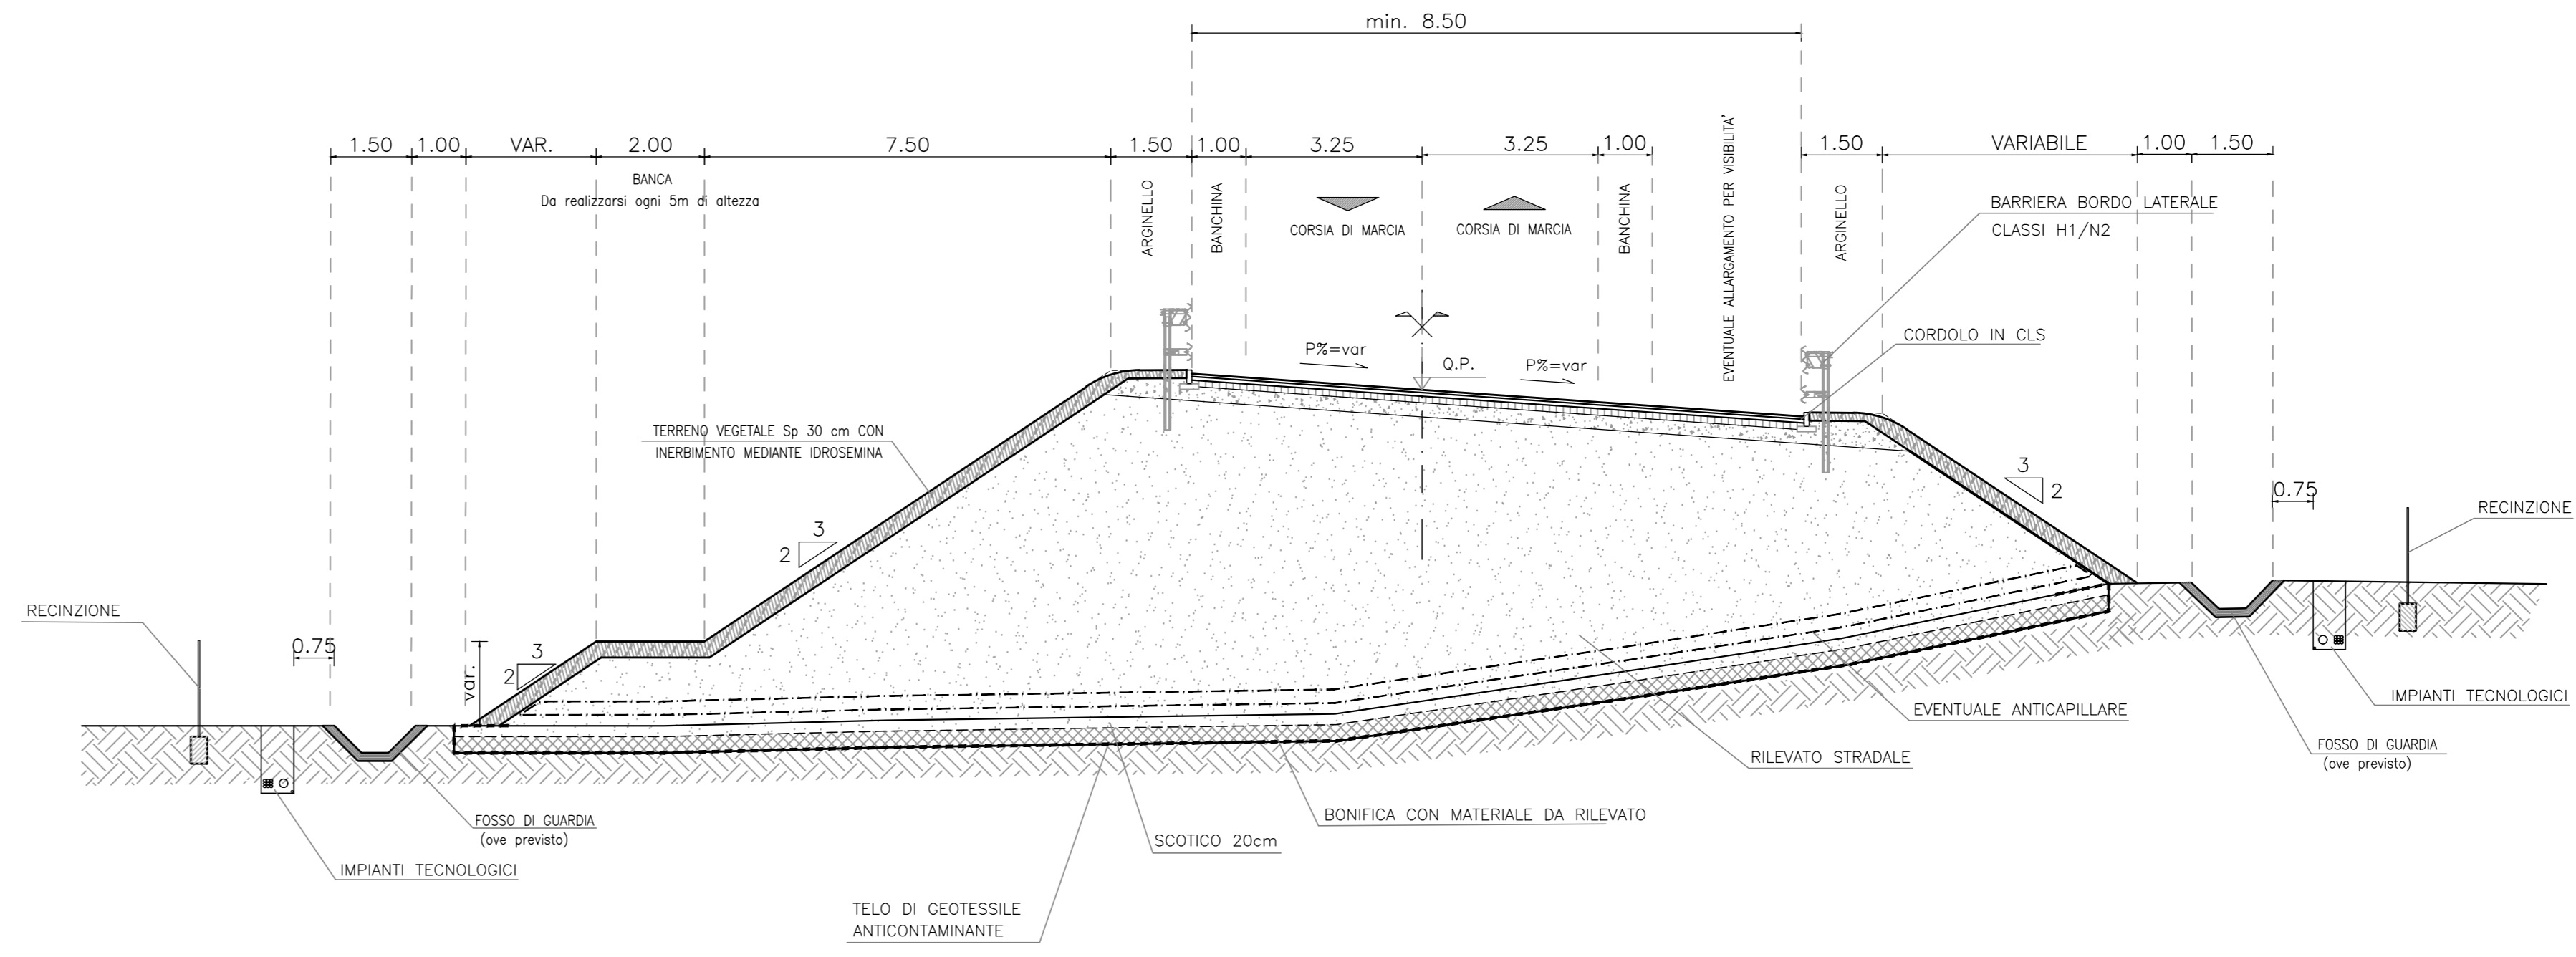 min. 8.50
1.50 1.00 VAR. 2.00 7.50 1.50 1.00 3.25 3.25 1.00 1.50 VARIABILE 1.00 1.50
BANCA
Da realizzarsi ogni 5m di altezza
ARGINELLO
BANCHINA
CORSIA DI MARCIA
CORSIA DI MARCIA
BANCHINA
EVENTUALE ALLARGAMENTO PER VISIBILITA'
ARGINELLO
BARRIERA BORDO LATERALE
CLASSI H1/N2
CORDOLO IN CLS
P%=var
Q.P.
P%=var
TERRENO VEGETALE Sp 30 cm CON
INERBIMENTO MEDIANTE IDROSEMINA
3
2
3
2
0.75
RECINZIONE
RECINZIONE
0.75
var.
3
2
IMPIANTI TECNOLOGICI
EVENTUALE ANTICAPILLARE
RILEVATO STRADALE
FOSSO DI GUARDIA
(ove previsto)
BONIFICA CON MATERIALE DA RILEVATO
FOSSO DI GUARDIA
(ove previsto)
SCOTICO 20cm
IMPIANTI TECNOLOGICI
TELO DI GEOTESSILE
ANTICONTAMINANTE